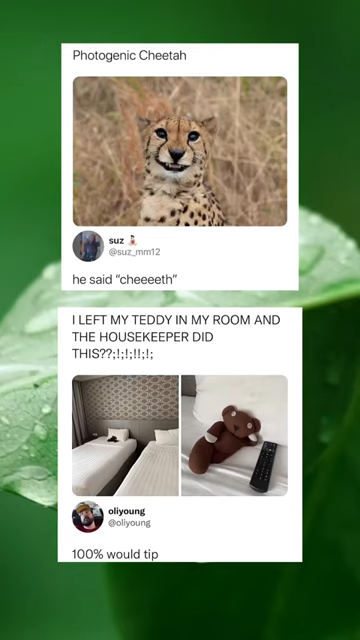 Photogenic Cheetah
suz
@suz_mm12
he said “cheeeeth”
I LEFT MY TEDDY IN MY ROOM AND
THE HOUSEKEEPER DID
THIS??;!;!;!!;!;
oliyoung
@oliyoung
100% would tip